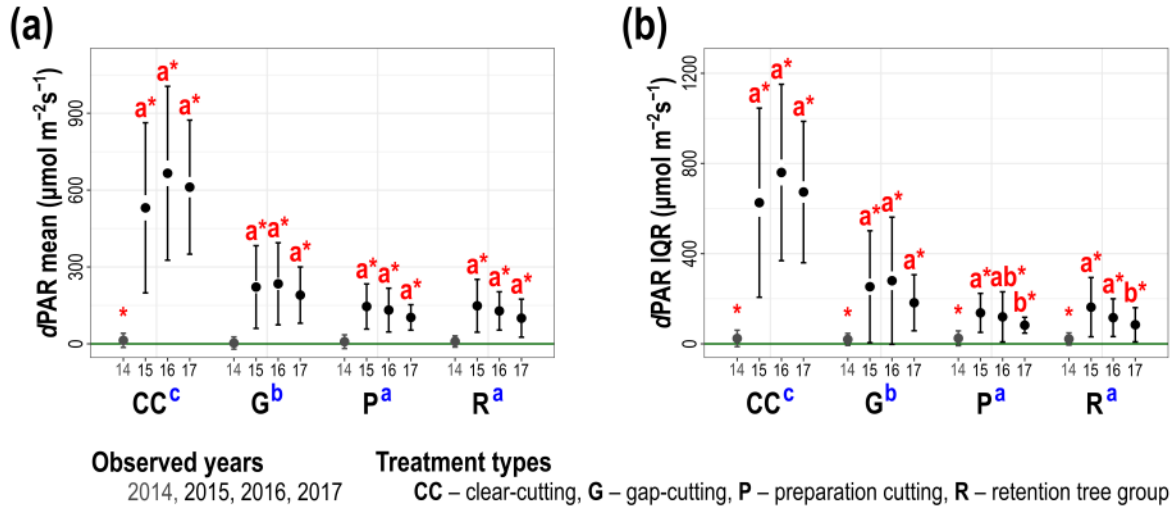 (a)
dPAR mean (µmol m⁻²s⁻¹)
900
600
300
0
*
a*
a*
a*
a*
a*
a*
a*
a*
a*
a*
a*
a*
14 15 16 17 14 15 16 17 14 15 16 17 14 15 16 17
CCᶜ Gᵇ Pᵃ Rᵃ
(b)
dPAR IQR (µmol m⁻²s⁻¹)
1200
800
400
0
*
a*
a*
a*
*
a*
a*
a*
*
a*
ab*
b*
*
a*
a*
b*
14 15 16 17 14 15 16 17 14 15 16 17 14 15 16 17
CCᶜ Gᵇ Pᵃ Rᵃ
Observed years
2014, 2015, 2016, 2017
Treatment types
CC – clear-cutting, G – gap-cutting, P – preparation cutting, R – retention tree group